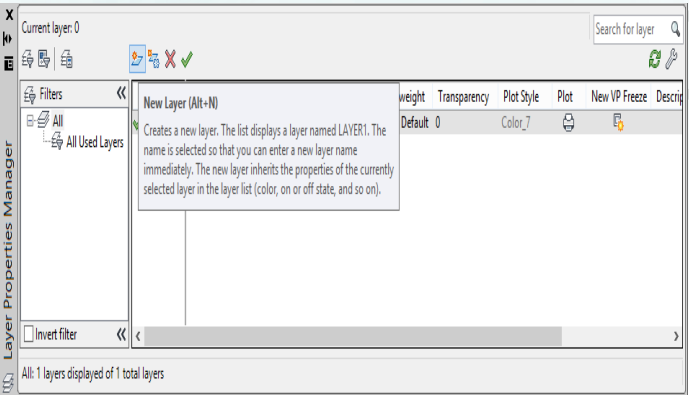 X
Current layer: 0
Search for layer
Filters
All
All Used Layers
weight Transparency Plot Style Plot New VP Freeze Descrip
Default 0 Color_7
New Layer (Alt+N)
Creates a new layer. The list displays a layer named LAYER1. The
name is selected so that you can enter a new layer name
immediately. The new layer inherits the properties of the currently
selected layer in the layer list (color, on or off state, and so on).
Invert filter
All: 1 layers displayed of 1 total layers
Layer Properties Manager